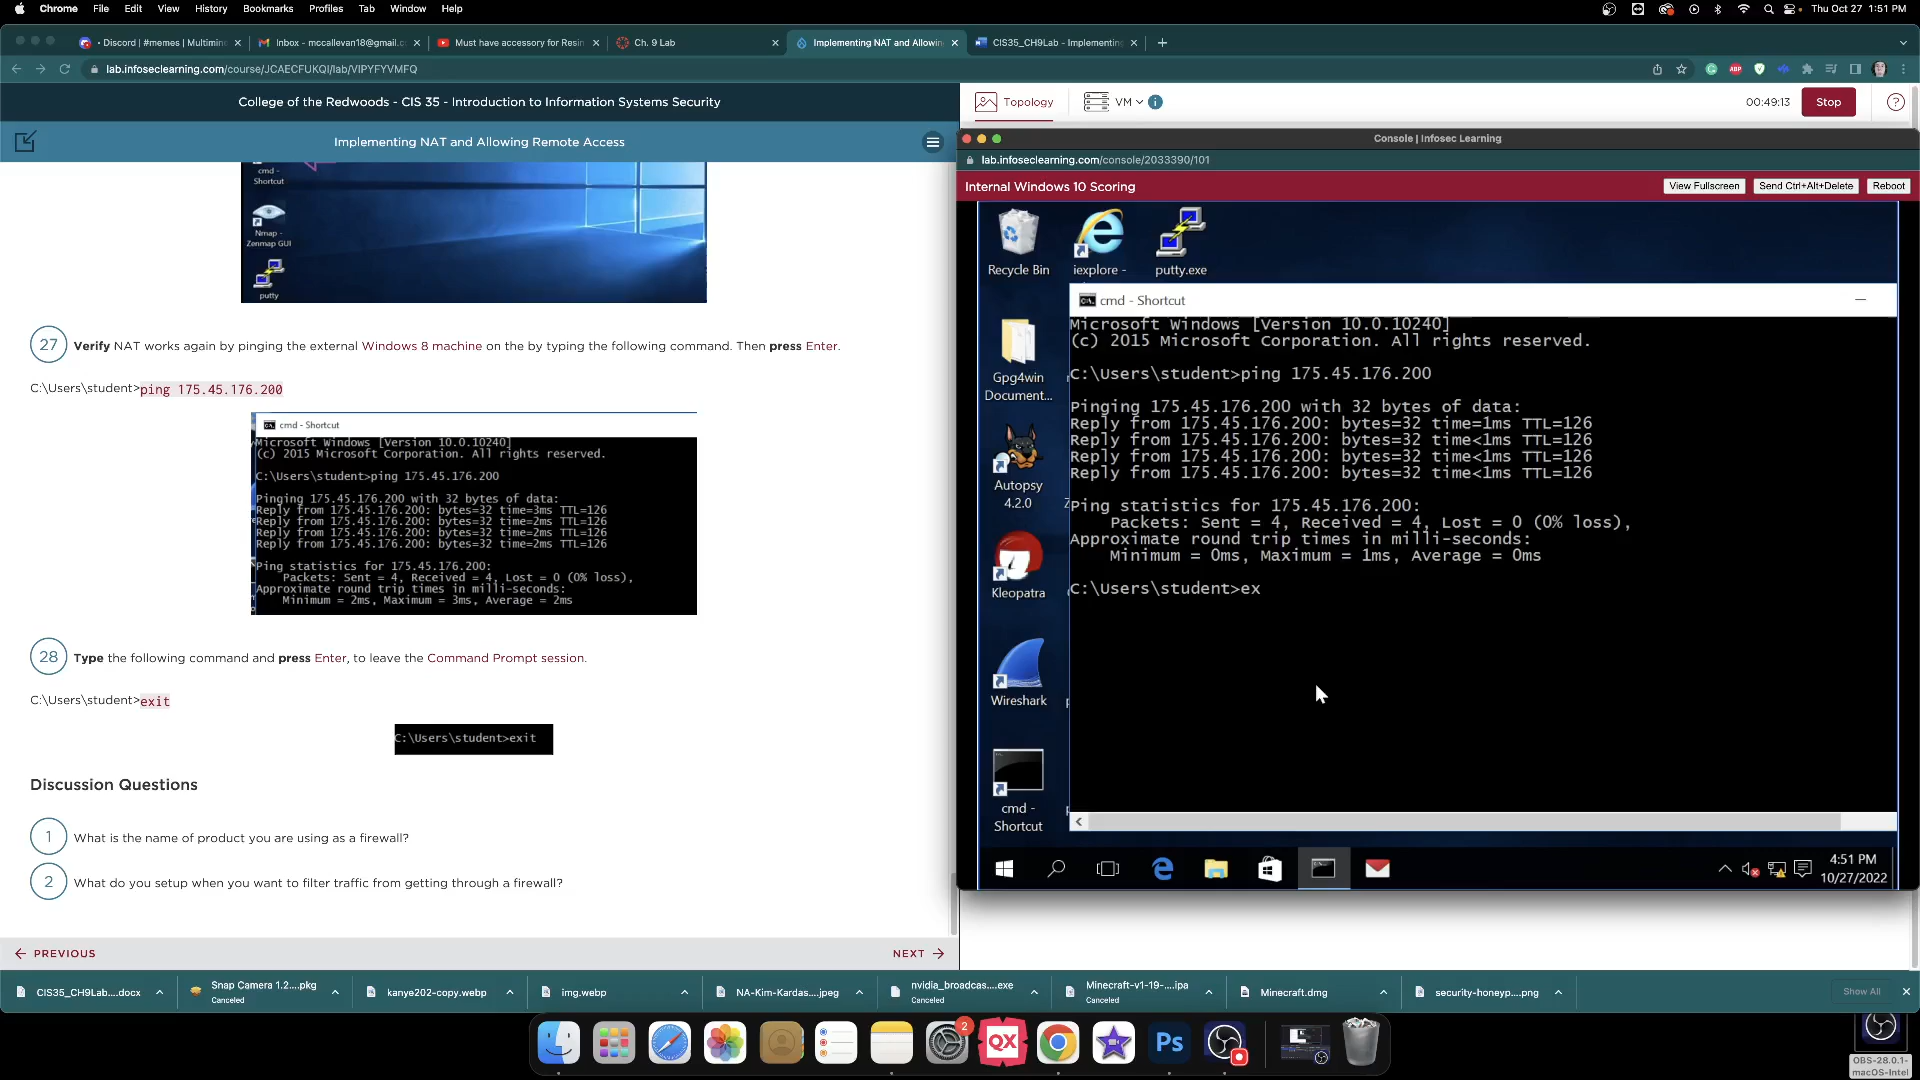 Chrome File Edit View History Bookmarks Profiles Tab Window Help
Thu Oct 27 1:51 PM
• Discord | #memes | Multimin
Inbox - mccallevan18@gmail.c
Must have accessory for Resin
Ch. 9 Lab
Implementing NAT and Allowin
CIS35_CH9Lab - Implementing
lab.infoseclearning.com/course/JCAECFUKQI/lab/VIPYFYVMFQ
ABP
College of the Redwoods - CIS 35 - Introduction to Information Systems Security
Implementing NAT and Allowing Remote Access
Topology
VM
00:49:13
Stop
cmd -
Shortcut
Nmap -
Zenmap GUI
putty
27 Verify NAT works again by pinging the external Windows 8 machine on the by typing the following command. Then press Enter.
C:\Users\student>ping 175.45.176.200
cmd - Shortcut
Microsoft Windows [Version 10.0.10240]
(c) 2015 Microsoft Corporation. All rights reserved.
C:\Users\student>ping 175.45.176.200
Pinging 175.45.176.200 with 32 bytes of data:
Reply from 175.45.176.200: bytes=32 time=3ms TTL=126
Reply from 175.45.176.200: bytes=32 time=2ms TTL=126
Reply from 175.45.176.200: bytes=32 time=2ms TTL=126
Reply from 175.45.176.200: bytes=32 time=2ms TTL=126
Ping statistics for 175.45.176.200:
Packets: Sent = 4, Received = 4, Lost = 0 (0% loss),
Approximate round trip times in milli-seconds:
Minimum = 2ms, Maximum = 3ms, Average = 2ms
28 Type the following command and press Enter, to leave the Command Prompt session.
C:\Users\student>exit
C:\Users\student>exit
Discussion Questions
1 What is the name of product you are using as a firewall?
2 What do you setup when you want to filter traffic from getting through a firewall?
PREVIOUS
NEXT
Console | Infosec Learning
lab.infoseclearning.com/console/2033390/101
Internal Windows 10 Scoring
View Fullscreen
Send Ctrl+Alt+Delete
Reboot
Recycle Bin
iexplore -
putty.exe
Gpg4win
Document...
Autopsy
4.2.0
Kleopatra
Wireshark
cmd -
Shortcut
cmd - Shortcut
Microsoft Windows [Version 10.0.10240]
(c) 2015 Microsoft Corporation. All rights reserved.
C:\Users\student>ping 175.45.176.200
Pinging 175.45.176.200 with 32 bytes of data:
Reply from 175.45.176.200: bytes=32 time=1ms TTL=126
Reply from 175.45.176.200: bytes=32 time<1ms TTL=126
Reply from 175.45.176.200: bytes=32 time<1ms TTL=126
Reply from 175.45.176.200: bytes=32 time<1ms TTL=126
Ping statistics for 175.45.176.200:
Packets: Sent = 4, Received = 4, Lost = 0 (0% loss),
Approximate round trip times in milli-seconds:
Minimum = 0ms, Maximum = 1ms, Average = 0ms
C:\Users\student>ex
4:51 PM
10/27/2022
CIS35_CH9Lab....docx
Snap Camera 1.2....pkg
Canceled
kanye202-copy.webp
img.webp
NA-Kim-Kardas....jpeg
nvidia_broadcas....exe
Canceled
Minecraft-v1-19-....ipa
Canceled
Minecraft.dmg
security-honeyp....png
Show All
2
QX
Ps
OBS-28.0.1-
macOS-Intel